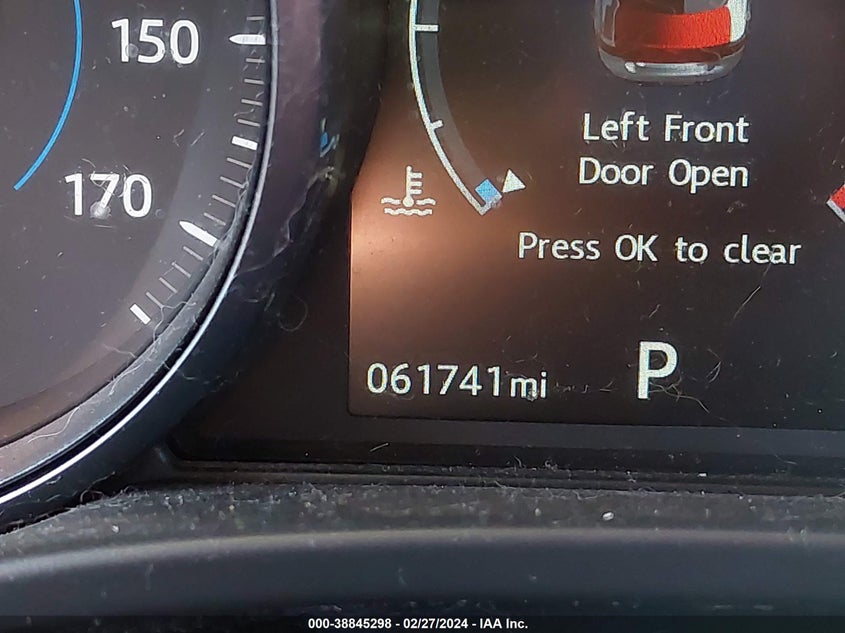 150
170
Left Front
Door Open
Press OK to clear
061741mi
P
000-38845298 - 02/27/2024 - IAA Inc.